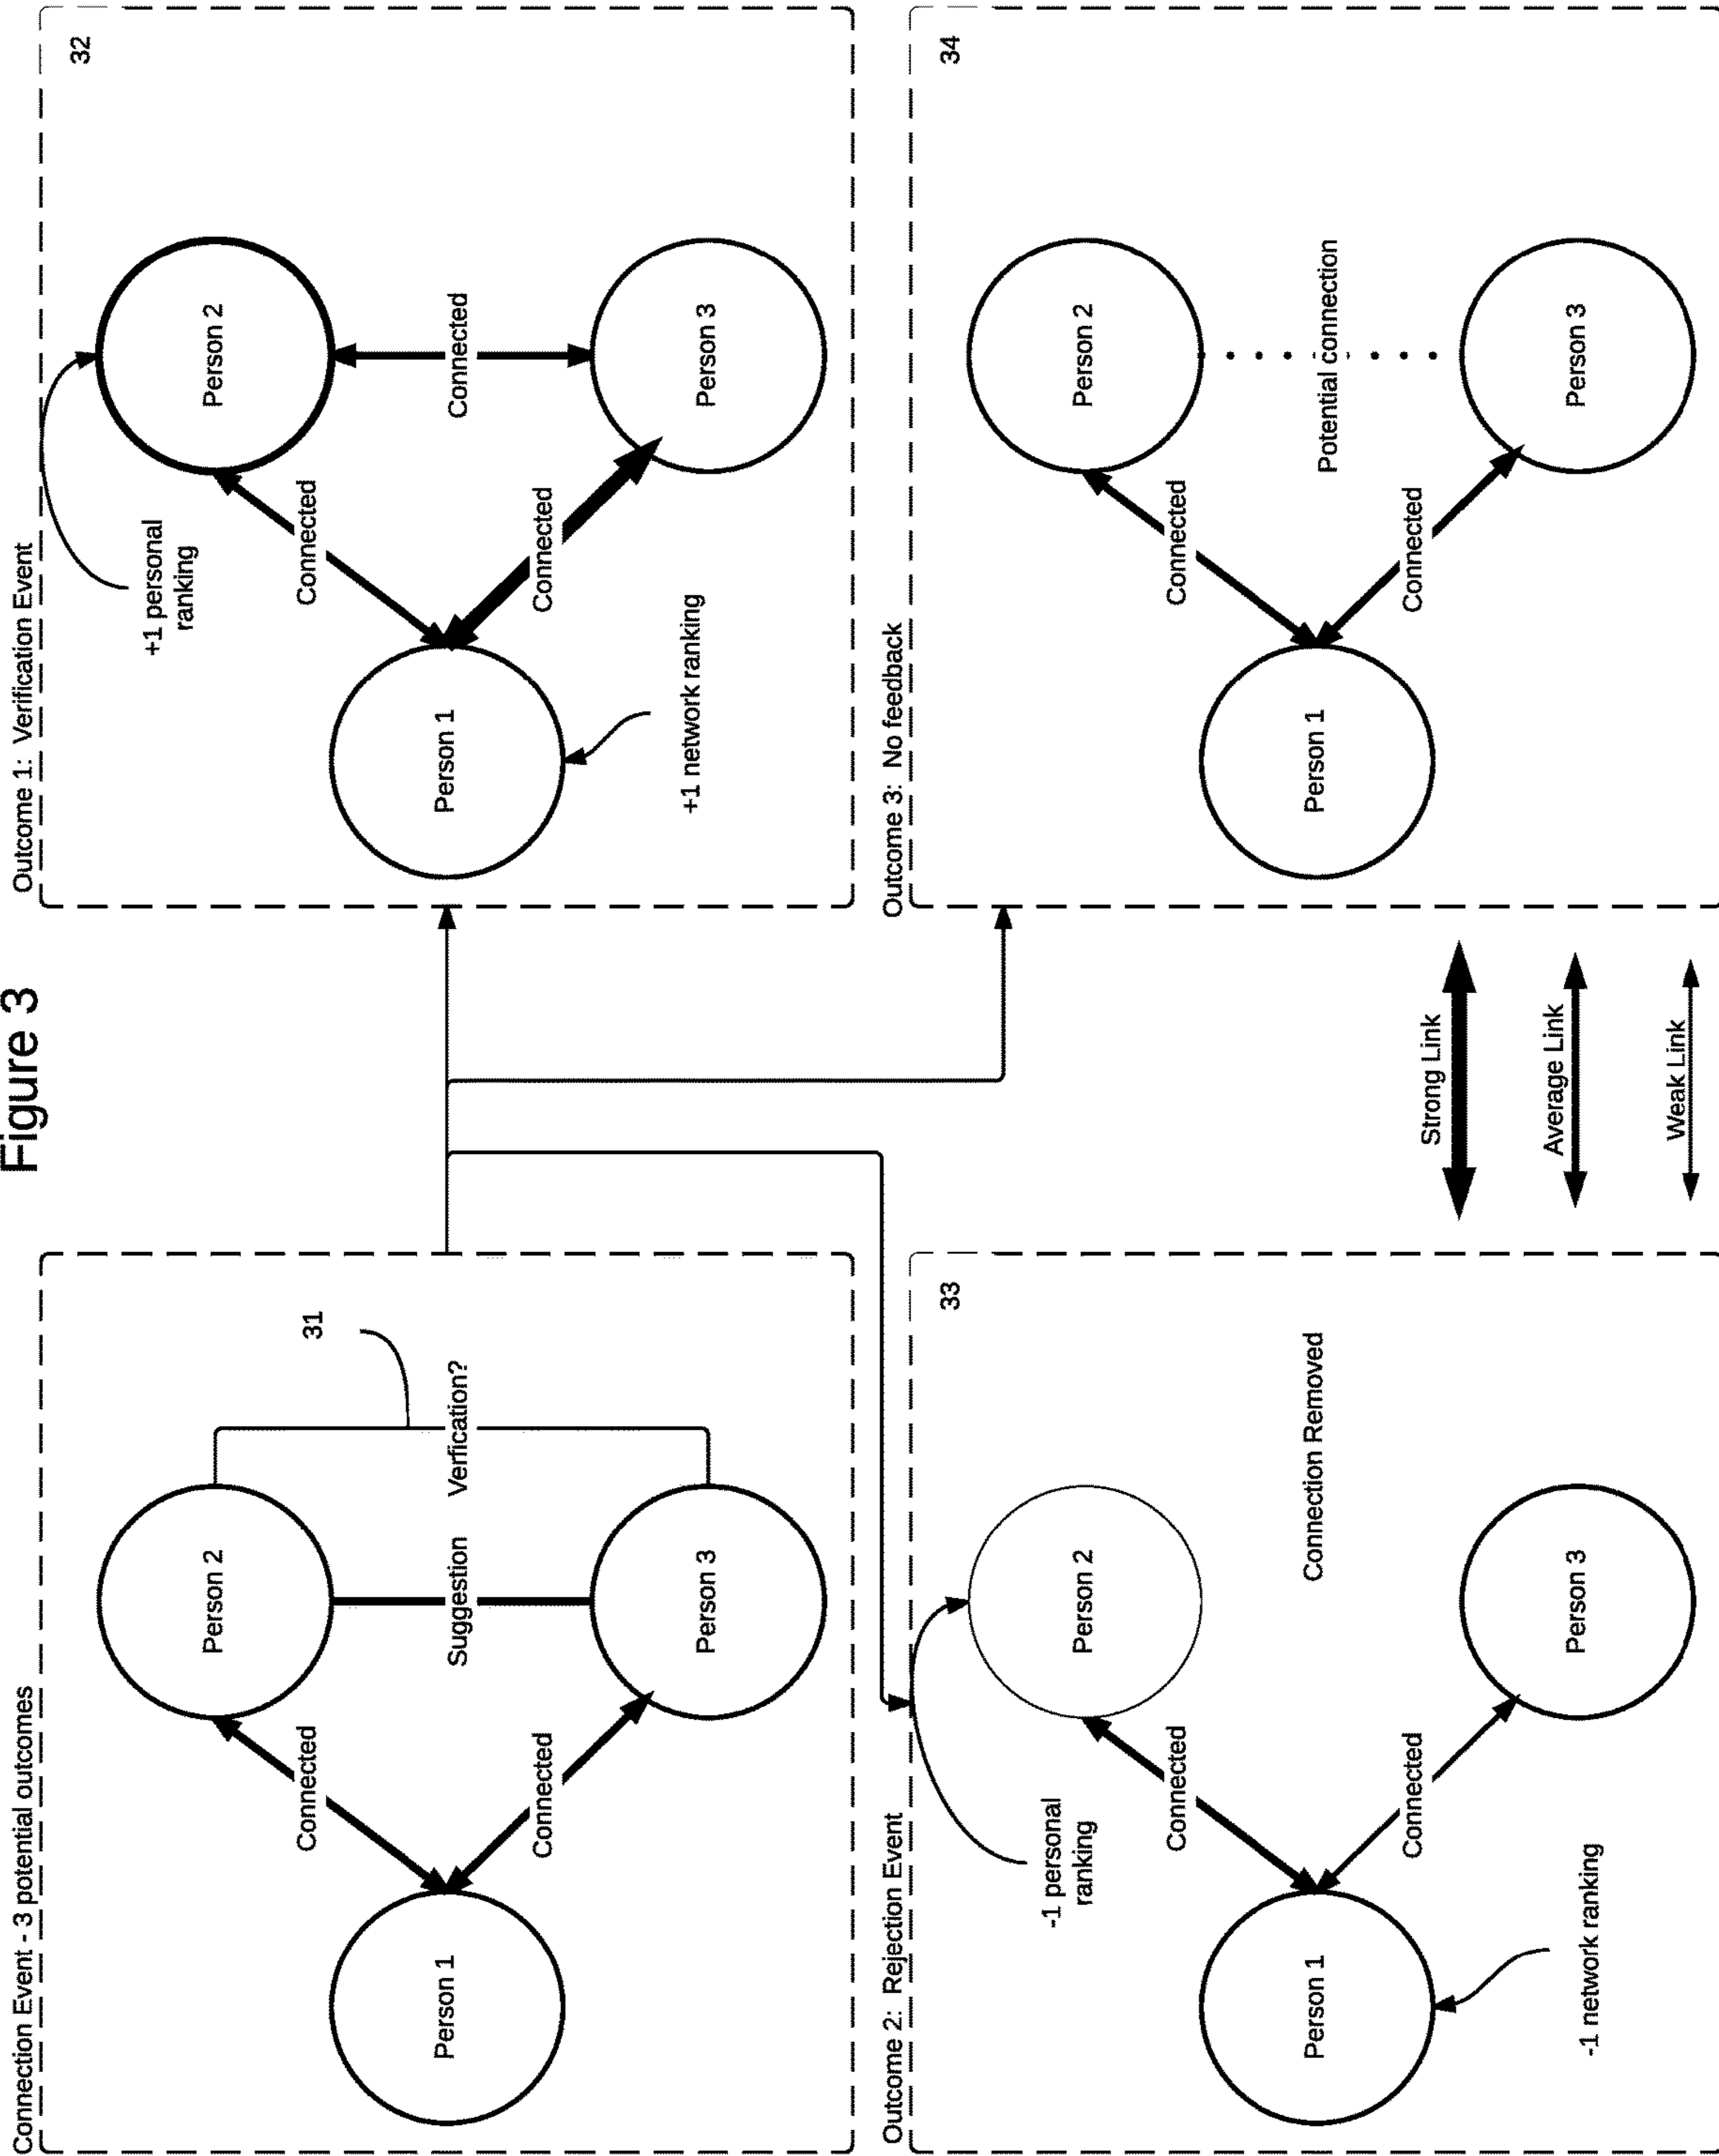 Figure 3
Connection Event - 3 potential outcomes
Person 1
Connected
Connected
Person 2
Suggestion
Verfication?
Person 3
31
Outcome 1: Verification Event
32
+1 personal
ranking
Person 1
Connected
Connected
Person 2
Connected
Person 3
+1 network ranking
Outcome 2: Rejection Event
33
-1 personal
ranking
Person 1
Connected
Connected
Person 2
Connection Removed
Person 3
-1 network ranking
Strong Link
Average Link
Weak Link
Outcome 3: No feedback
34
Person 1
Connected
Connected
Person 2
Potential connection
Person 3